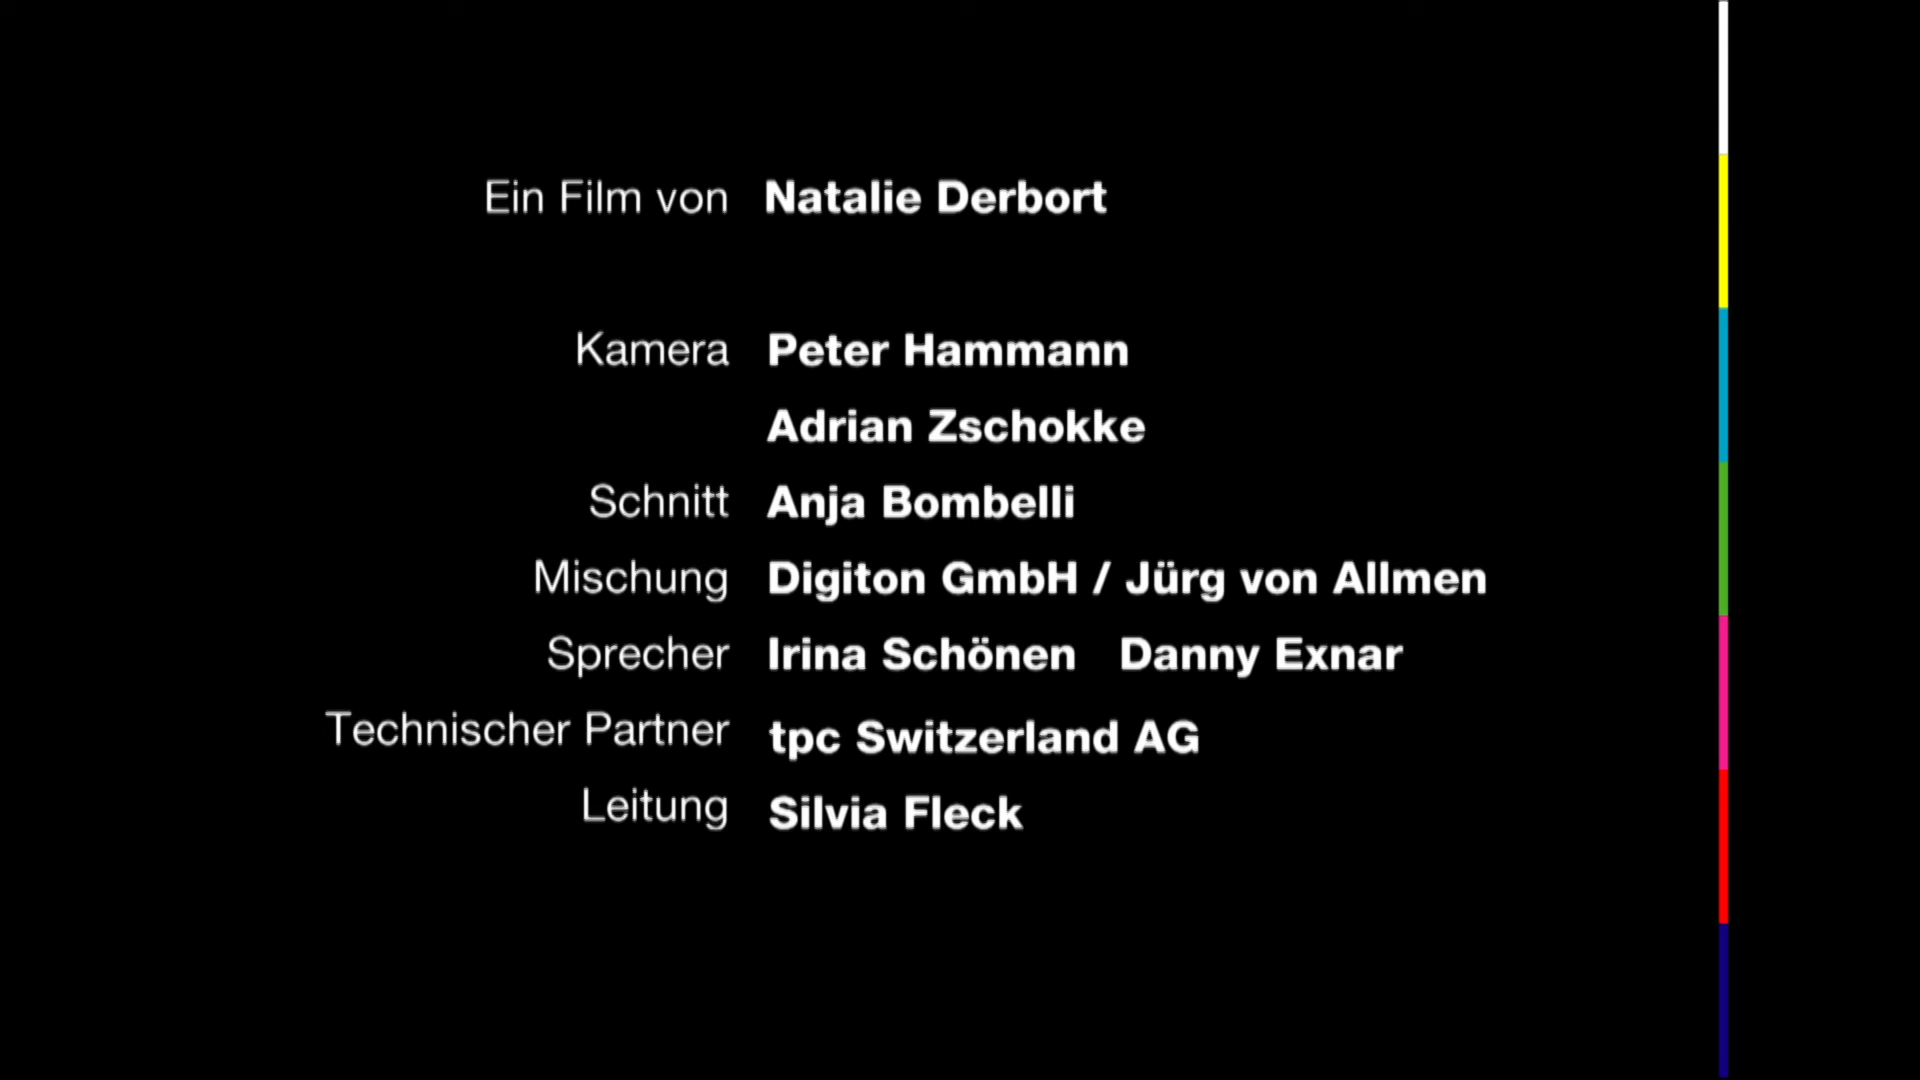 Ein Film von Natalie Derbort
Kamera Peter Hammann
Adrian Zschokke
Schnitt Anja Bombelli
Mischung Digiton GmbH / Jürg von Allmen
Sprecher Irina Schönen Danny Exnar
Technischer Partner tpc Switzerland AG
Leitung Silvia Fleck